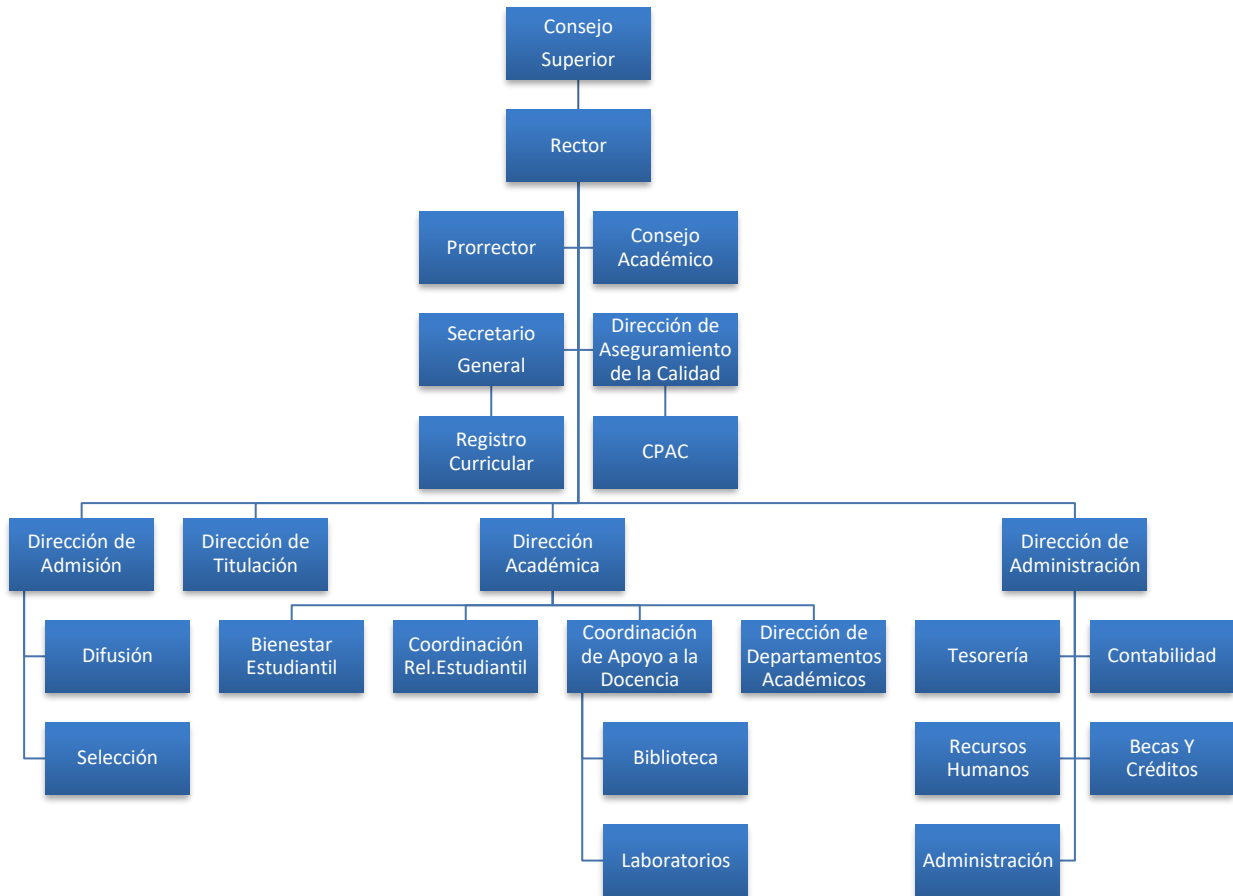 Consejo
Superior
Rector
Prorrector
Consejo
Académico
Secretario
General
Dirección de
Aseguramiento
de la Calidad
Registro
Curricular
CPAC
Dirección de
Admisión
Dirección de
Titulación
Dirección
Académica
Dirección de
Administración
Difusión
Bienestar
Estudiantil
Coordinación
Rel.Estudiantil
Coordinación
de Apoyo a la
Docencia
Dirección de
Departamentos
Académicos
Tesorería
Contabilidad
Selección
Biblioteca
Recursos
Humanos
Becas Y
Créditos
Laboratorios
Administración